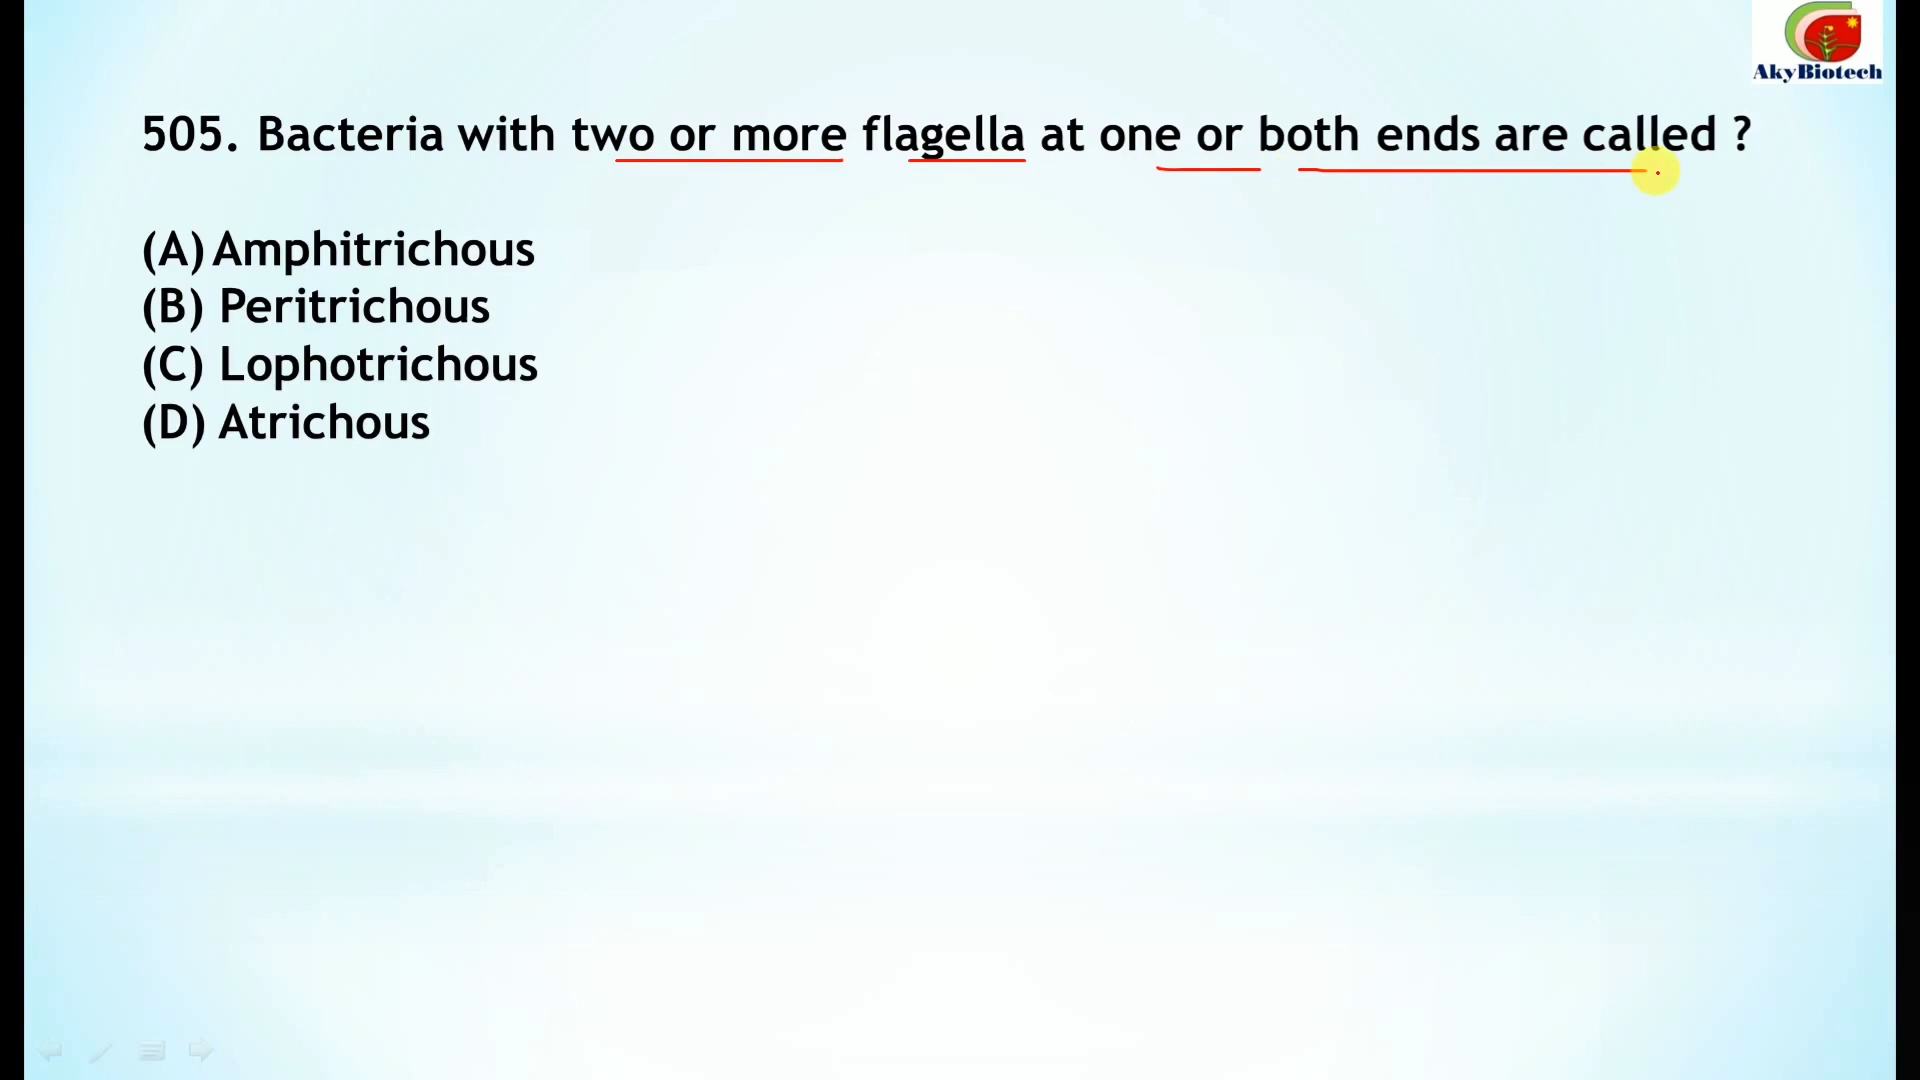 AkyBiotech
505. Bacteria with two or more flagella at one or both ends are called ?
(A) Amphitrichous
(B) Peritrichous
(C) Lophotrichous
(D) Atrichous